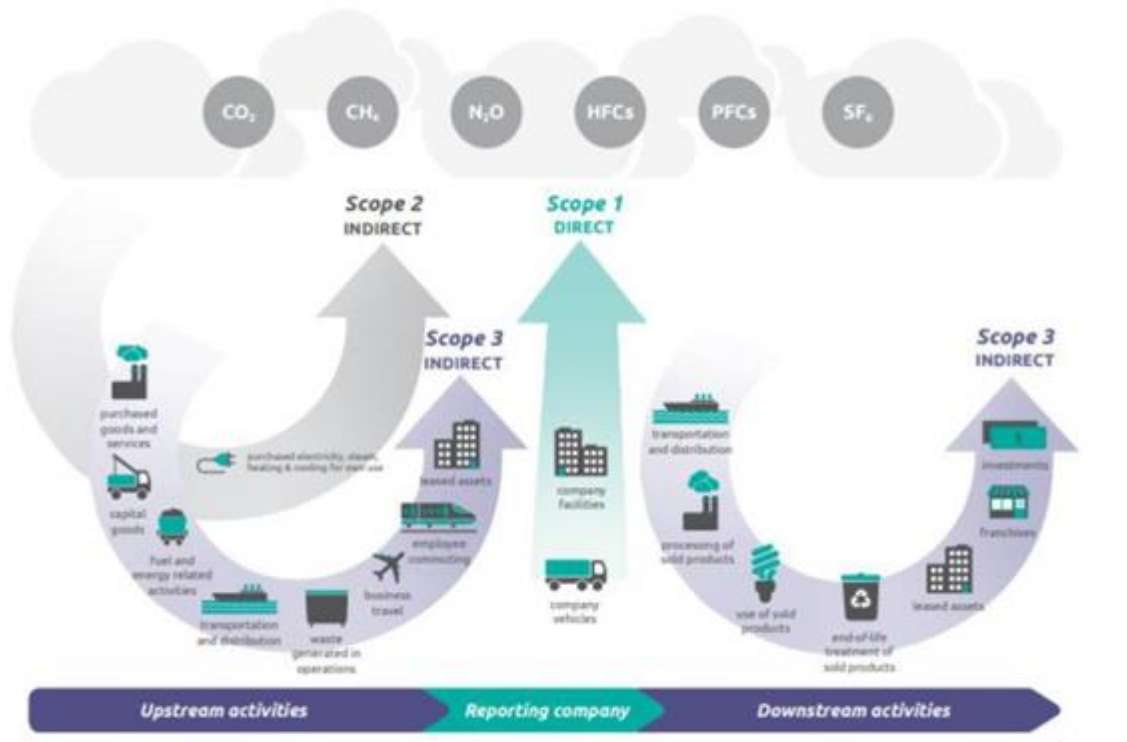 CO₂
CH₄
N₂O
HFCs
PFCs
SF₆
Scope 2
INDIRECT
Scope 1
DIRECT
Scope 3
INDIRECT
Scope 3
INDIRECT
purchased
goods and
services
capital
goods
fuel and
energy related
activities
transportation
and distribution
waste
generated in
operations
business
travel
employee
commuting
leased assets
purchased electricity, steam,
heating & cooling for own use
company
facilities
company
vehicles
transportation
and distribution
processing of
sold products
use of sold
products
end-of-life
treatment of
sold products
leased assets
franchises
investments
Upstream activities
Reporting company
Downstream activities